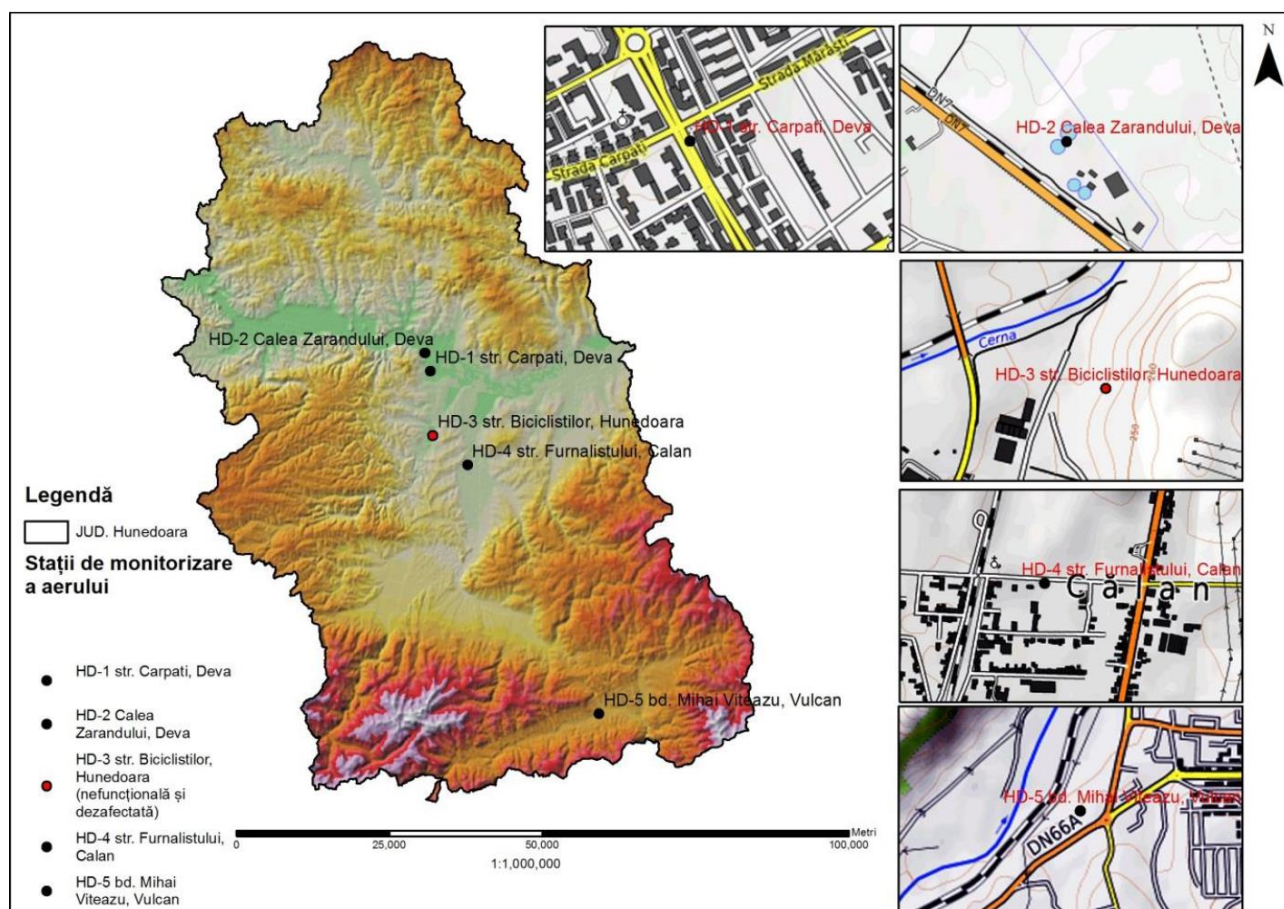 N
Strada Mărăști
HD-1 str. Carpati, Deva
Strada Carpați
DN7
DN7
HD-2 Calea Zarandului, Deva
Cerna
HD-3 str. Biciclistilor, Hunedoara
250
HD-4 str. Furnalistului, Calan
Călan
HD-5 bd. Mihai Viteazu, Vulcan
DN66A
HD-2 Calea Zarandului, Deva
HD-1 str. Carpati, Deva
HD-3 str. Biciclistilor, Hunedoara
HD-4 str. Furnalistului, Calan
HD-5 bd. Mihai Viteazu, Vulcan
Legendă
JUD. Hunedoara
Stații de monitorizare
a aerului
HD-1 str. Carpati, Deva
HD-2 Calea
Zarandului, Deva
HD-3 str. Biciclistilor,
Hunedoara
(nefuncțională și
dezafectată)
HD-4 str. Furnalistului,
Calan
HD-5 bd. Mihai
Viteazu, Vulcan
Metri
0 25,000 50,000 100,000
1:1,000,000